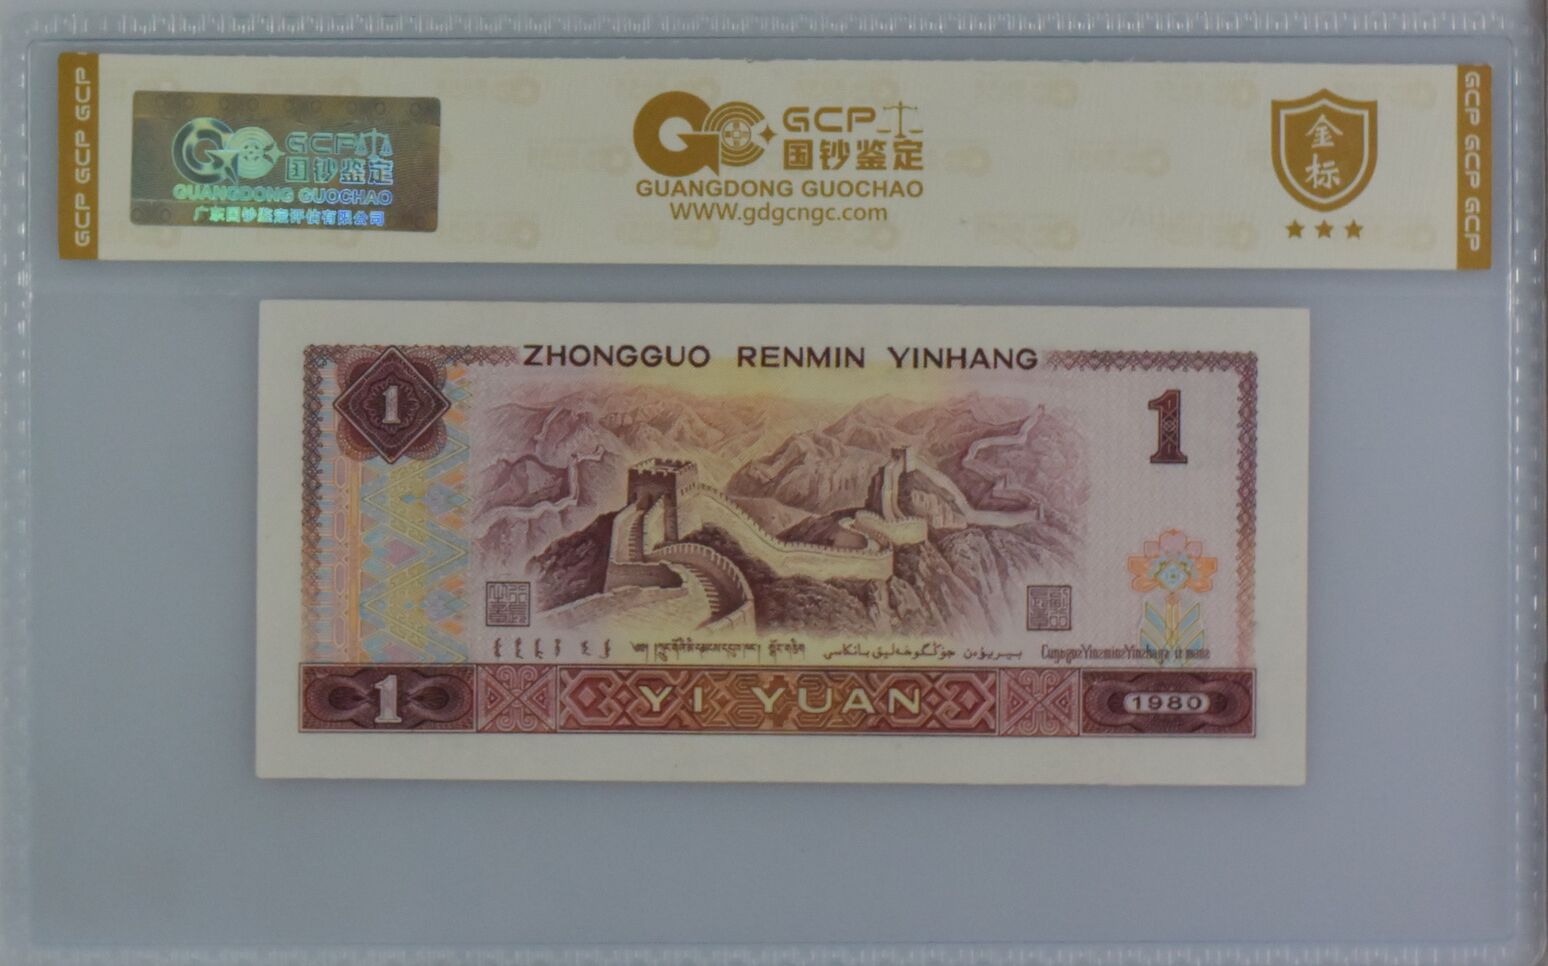 GCP GCP GCP
GCP
国钞鉴定
GUANGDONG GUOCHAO
广东国钞鉴定评估有限公司
GCP
国钞鉴定
GUANGDONG GUOCHAO
WWW.gdgcngc.com
金标
GCP GCP GCP
ZHONGGUO RENMIN YINHANG
1
1
1
YI YUAN
1980